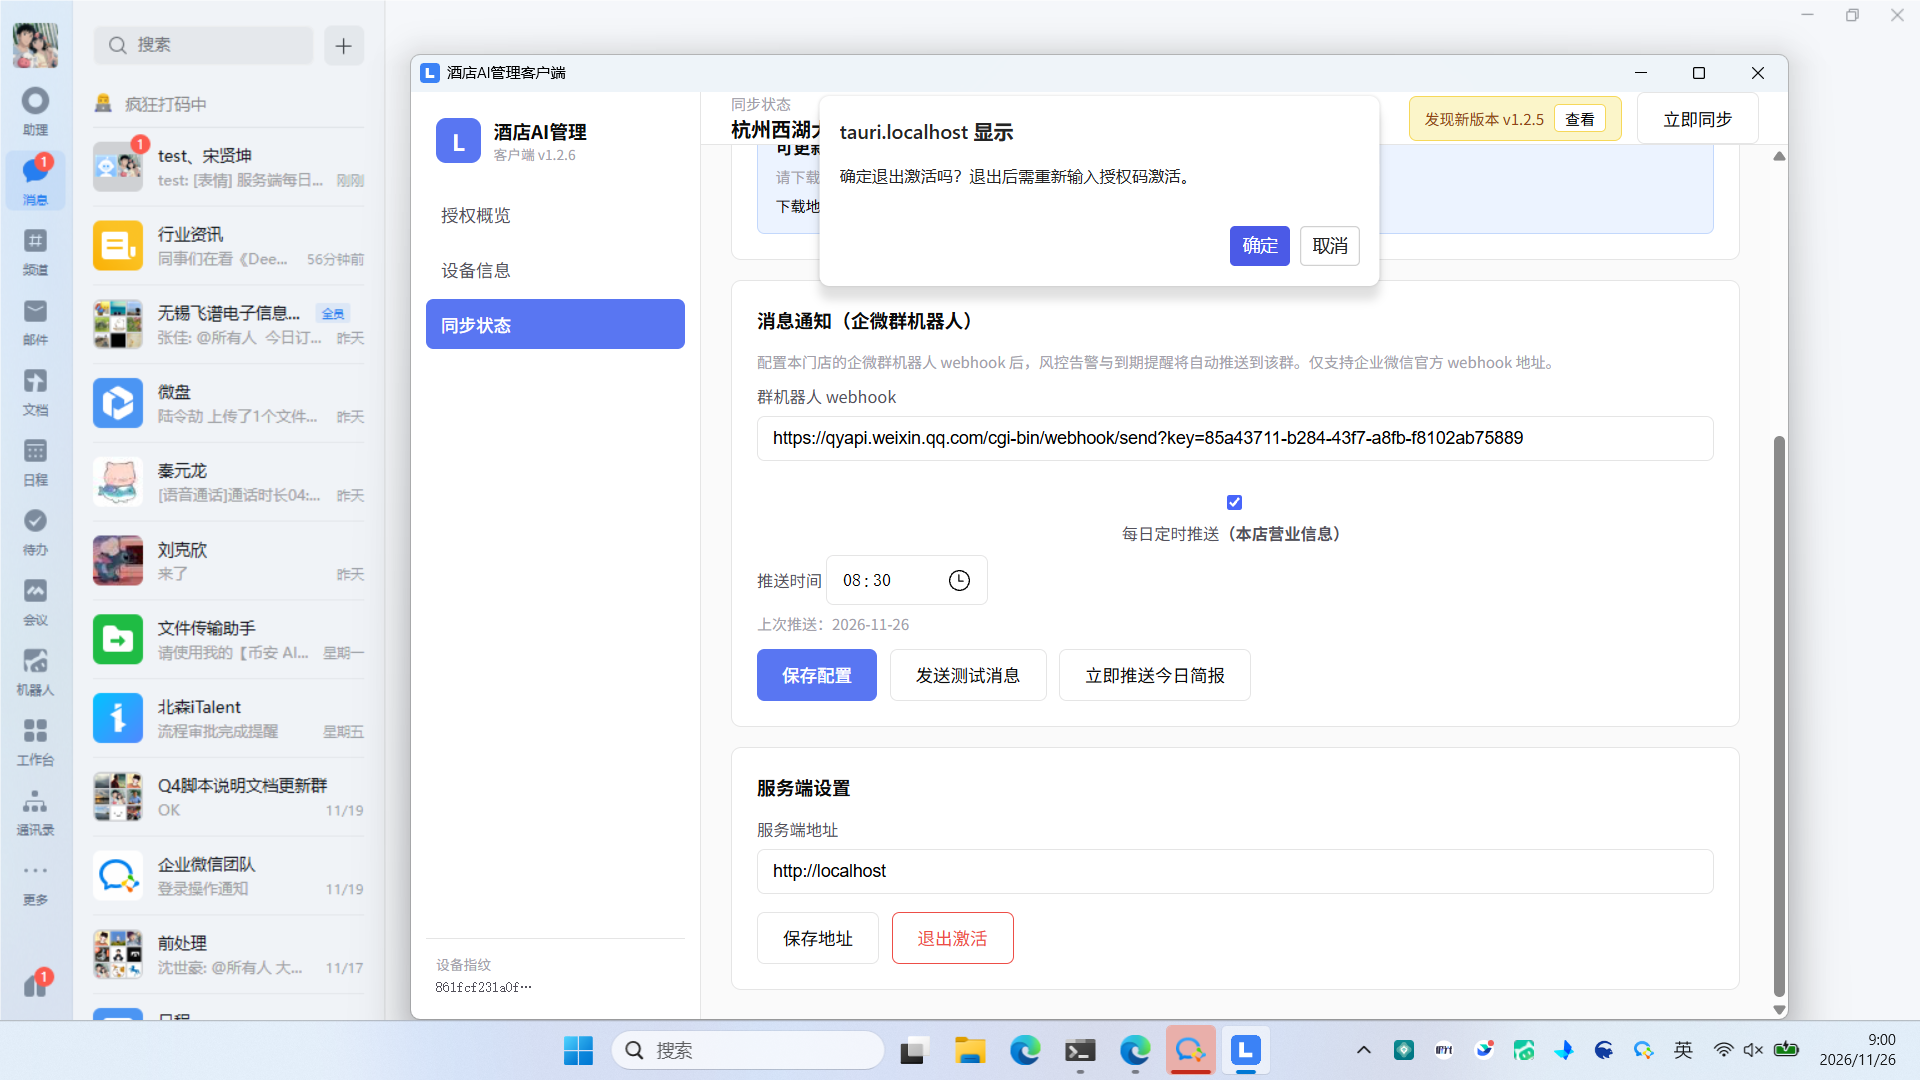 搜索
疯狂打码中
助理
1
消息
频道
邮件
文档
日程
待办
会议
机器人
工作台
通讯录
更多
1
1
test、宋贤坤
test: [表情] 服务端每日...
刚刚
行业资讯
同事们在看《Dee...
56分钟前
无锡飞谱电子信息...
全员
张佳: @所有人 今日订...
昨天
微盘
陆令劼 上传了1个文件...
昨天
秦元龙
[语音通话]通话时长04:...
昨天
刘克欣
来了
昨天
文件传输助手
请使用我的【币安 AI...
星期一
北森iTalent
流程审批完成提醒
星期五
Q4脚本说明文档更新群
OK
11/19
企业微信团队
登录操作通知
11/19
前处理
沈世豪: @所有人 大...
11/17
L 酒店AI管理客户端
L
酒店AI管理
客户端 v1.2.6
授权概览
设备信息
同步状态
设备指纹
861fcf231a0f…
同步状态
杭州西湖
发现新版本 v1.2.5
查看
立即同步
请下载
下载地
tauri.localhost 显示
确定退出激活吗？退出后需重新输入授权码激活。
确定
取消
消息通知（企微群机器人）
配置本门店的企微群机器人 webhook 后，风控告警与到期提醒将自动推送到该群。仅支持企业微信官方 webhook 地址。
群机器人 webhook
https://qyapi.weixin.qq.com/cgi-bin/webhook/send?key=85a43711-b284-43f7-a8fb-f8102ab75889
每日定时推送（本店营业信息）
推送时间
08:30
上次推送：2026-11-26
保存配置
发送测试消息
立即推送今日简报
服务端设置
服务端地址
http://localhost
保存地址
退出激活
搜索
L
英
9:00
2026/11/26